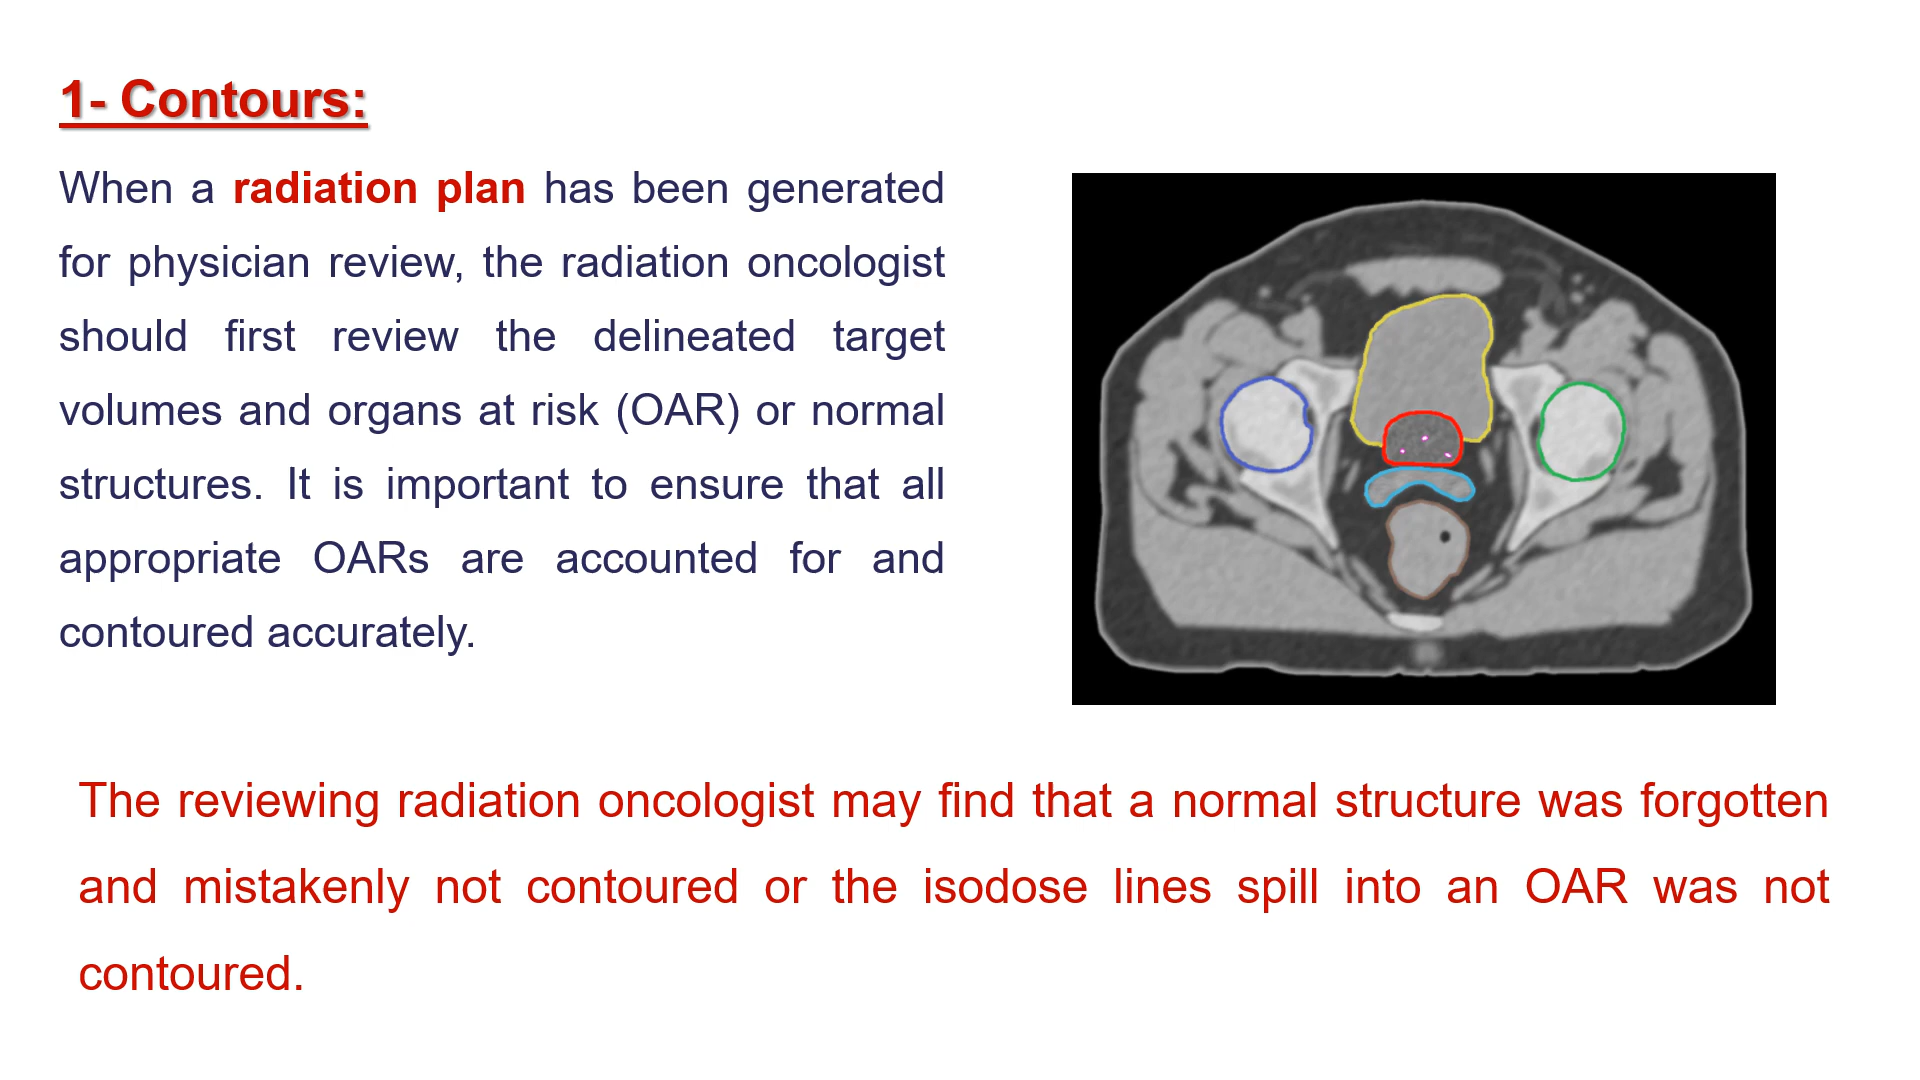 1- Contours:
When a radiation plan has been generated
for physician review, the radiation oncologist
should first review the delineated target
volumes and organs at risk (OAR) or normal
structures. It is important to ensure that all
appropriate OARs are accounted for and
contoured accurately.
The reviewing radiation oncologist may find that a normal structure was forgotten
and mistakenly not contoured or the isodose lines spill into an OAR was not
contoured.